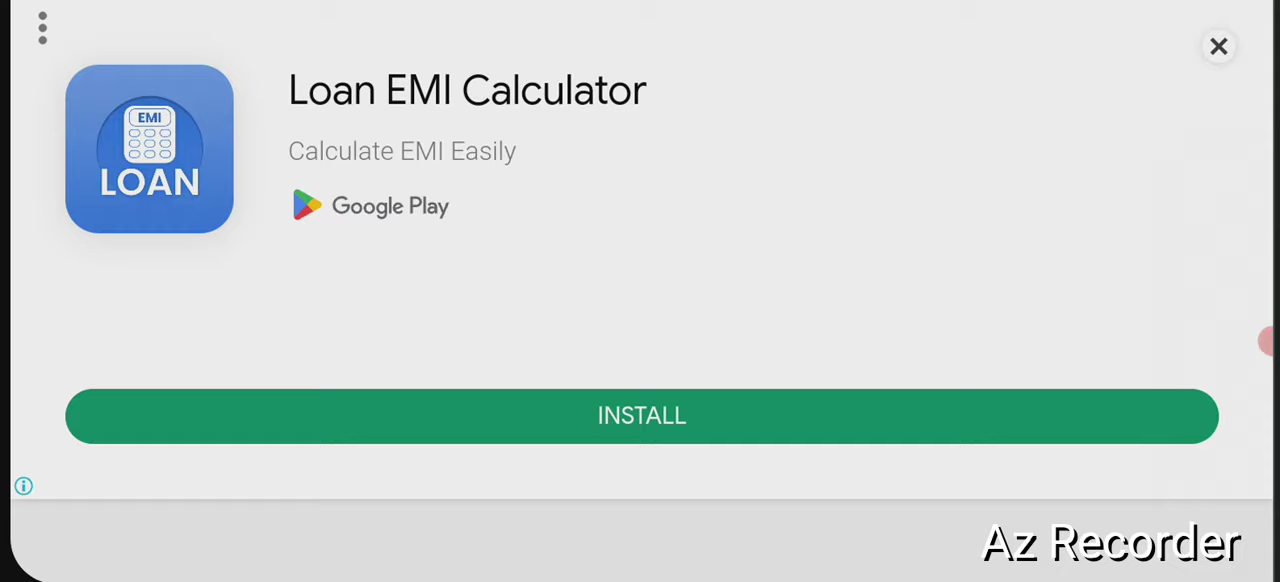 Loan EMI Calculator
Calculate EMI Easily
EMI
LOAN
Google Play
INSTALL
Az Recorder